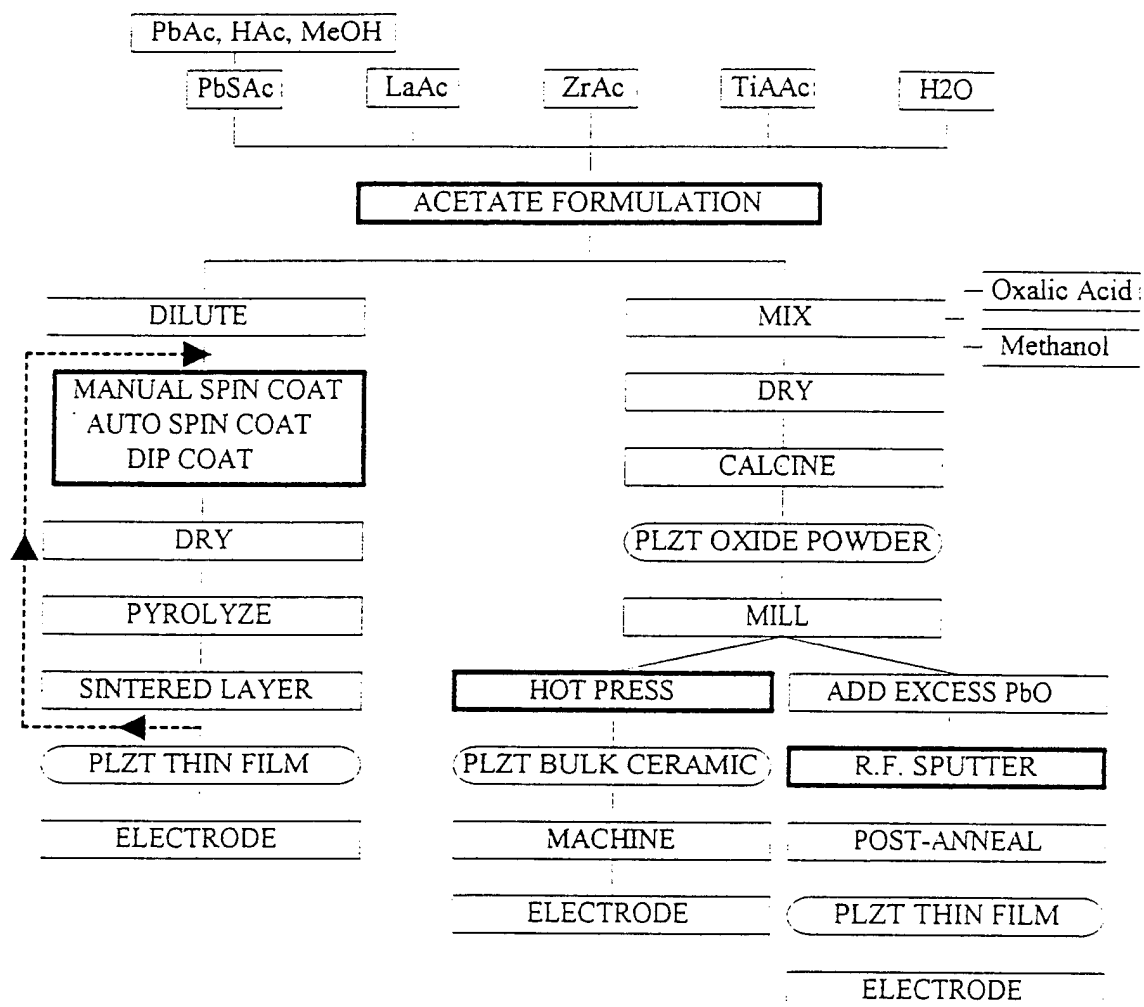 PbAc, HAc, MeOH
PbSAc
LaAc
ZrAc
TiAAc
H2O
ACETATE FORMULATION
DILUTE
MANUAL SPIN COAT
AUTO SPIN COAT
DIP COAT
DRY
PYROLYZE
SINTERED LAYER
PLZT THIN FILM
ELECTRODE
MIX
Oxalic Acid
Methanol
DRY
CALCINE
PLZT OXIDE POWDER
MILL
HOT PRESS
PLZT BULK CERAMIC
MACHINE
ELECTRODE
ADD EXCESS PbO
R.F. SPUTTER
POST-ANNEAL
PLZT THIN FILM
ELECTRODE